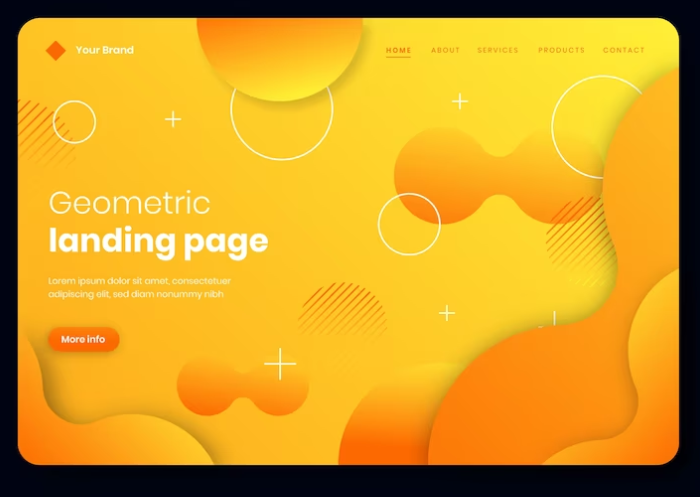 Your Brand
HOME ABOUT SERVICES PRODUCTS CONTACT
Geometric
landing page
Lorem ipsum dolor sit amet, consectetuer
adipiscing elit, sed diam nonummy nibh
More info